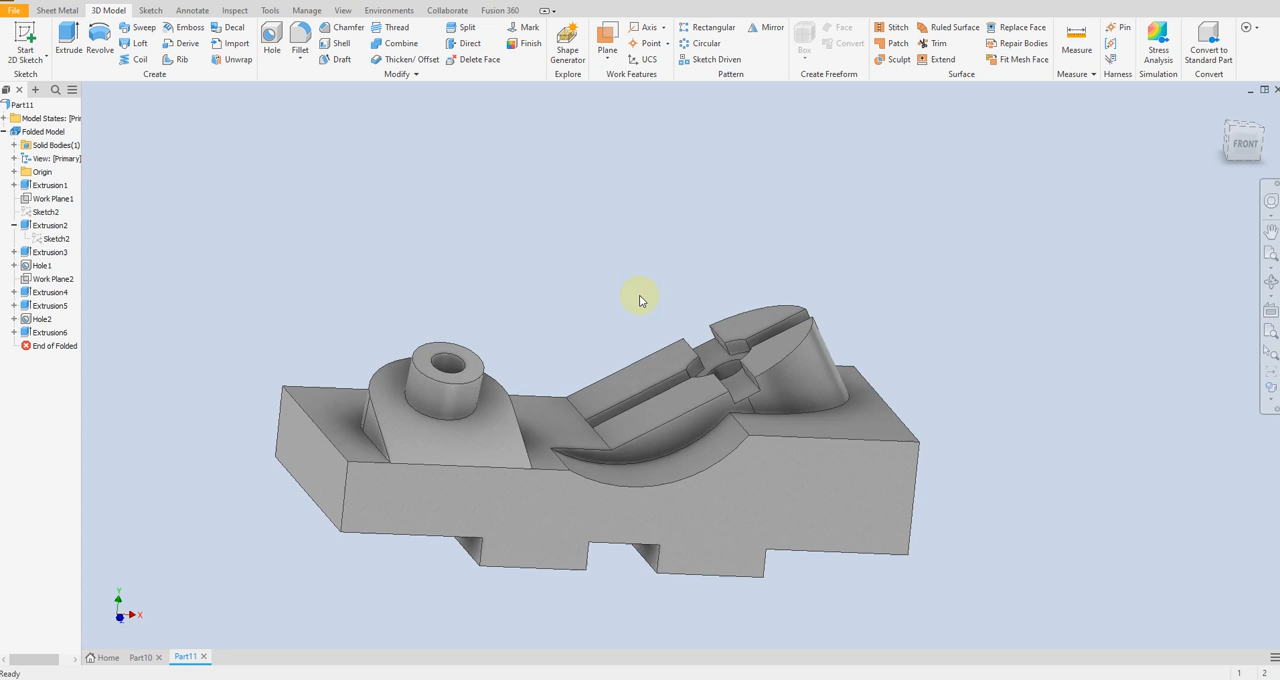 File Sheet Metal 3D Model Sketch Annotate Inspect Tools Manage View Environments Collaborate Fusion 360
Start 2D Sketch Extrude Revolve Sweep Emboss Decal Hole Fillet Chamfer Thread Split Mark Shape Generator Plane Axis Rectangular Mirror Box Face Stitch Ruled Surface Replace Face Measure Pin Stress Analysis Convert to Standard Part
Loft Derive Import Shell Combine Direct Finish Point Circular Convert Patch Trim Repair Bodies
Coil Rib Unwrap Draft Thicken/ Offset Delete Face UCS Sketch Driven Sculpt Extend Fit Mesh Face
Sketch Create Modify Explore Work Features Pattern Create Freeform Surface Measure Harness Simulation Convert
Part11
Model States: [Pri
Folded Model
Solid Bodies(1)
View: [Primary]
Origin
Extrusion1
Work Plane1
Sketch2
Extrusion2
Sketch2
Extrusion3
Hole1
Work Plane2
Extrusion4
Extrusion5
Hole2
Extrusion6
End of Folded
FRONT
Y
X
Home Part10 Part11
Ready 1 2